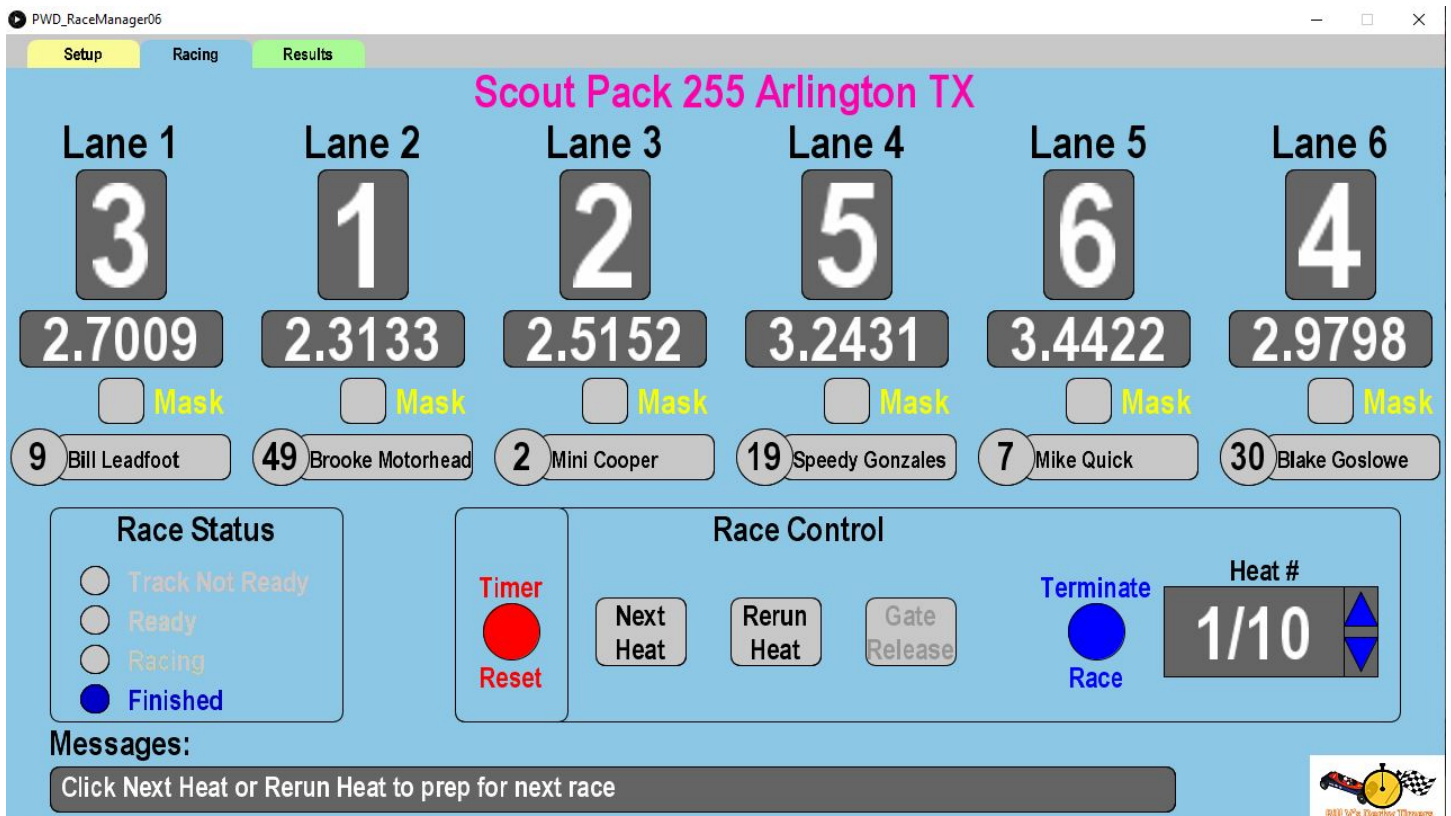 PWD_RaceManager06
Setup Racing Results
Scout Pack 255 Arlington TX
Lane 1 Lane 2 Lane 3 Lane 4 Lane 5 Lane 6
3 1 2 5 6 4
2.7009 2.3133 2.5152 3.2431 3.4422 2.9798
Mask Mask Mask Mask Mask Mask
9 Bill Leadfoot 49 Brooke Motorhead 2 Mini Cooper 19 Speedy Gonzales 7 Mike Quick 30 Blake Goslowe
Race Status
Track Not Ready
Ready
Racing
Finished
Race Control
Timer
Reset
Next
Heat
Rerun
Heat
Gate
Release
Terminate
Race
Heat #
1/10
Messages:
Click Next Heat or Rerun Heat to prep for next race
Bill V's Derby Timers